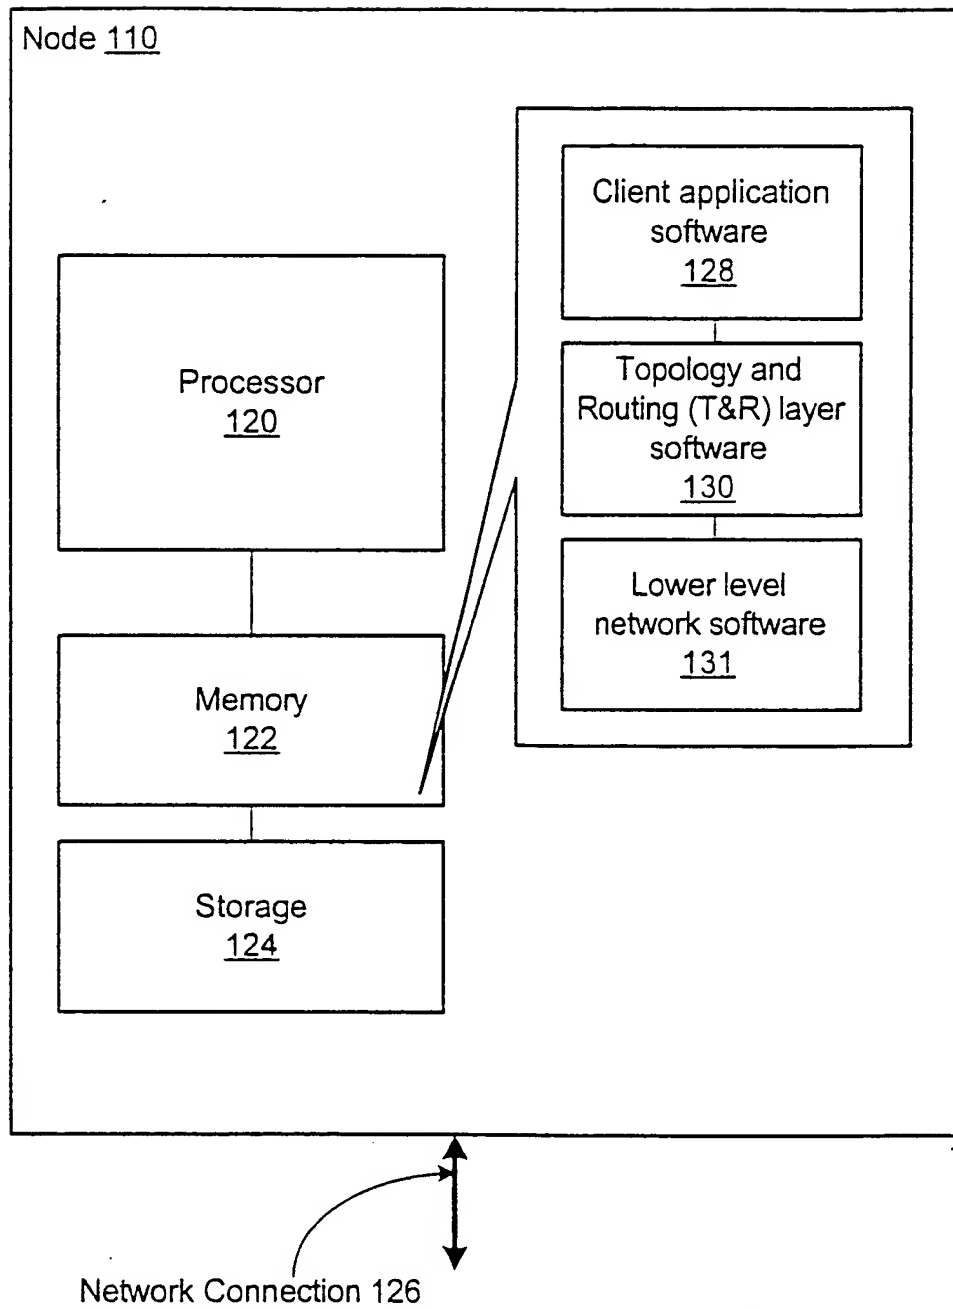 Node 110
Client application
software
128
Topology and
Routing (T&R) layer
software
130
Lower level
network software
131
Processor
120
Memory
122
Storage
124
Network Connection 126